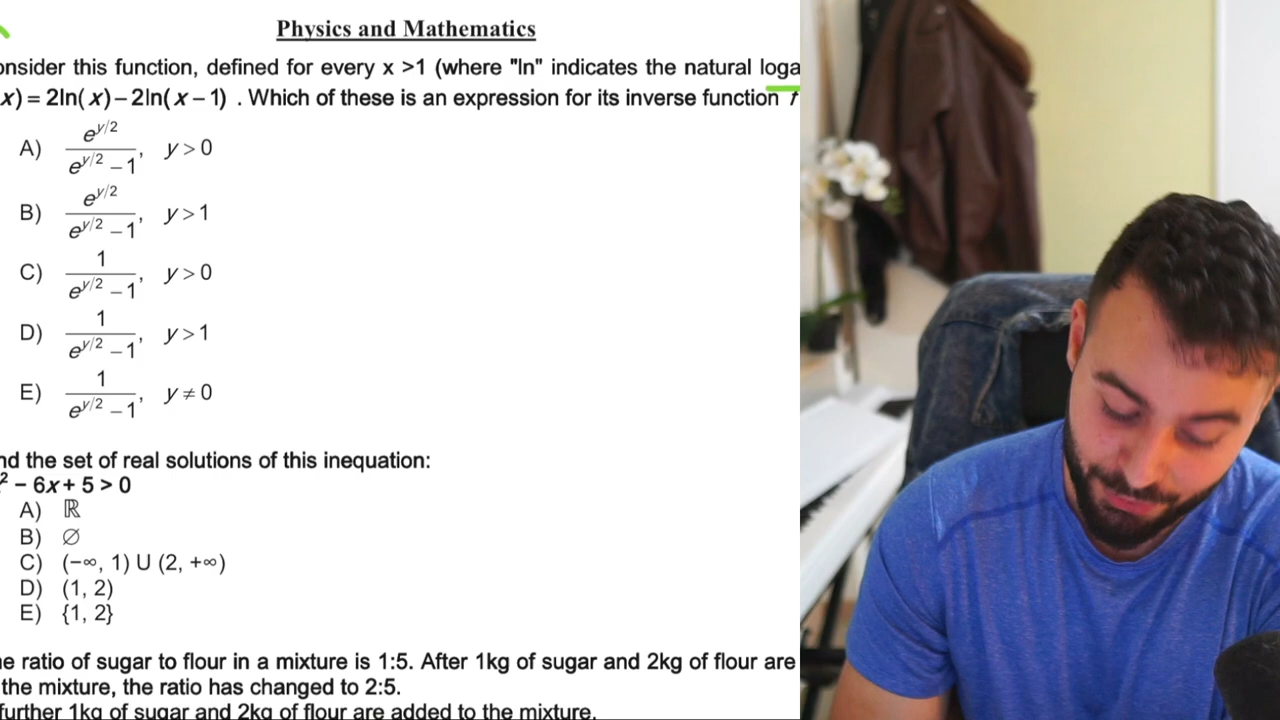 Physics and Mathematics
onsider this function, defined for every x >1 (where "ln" indicates the natural loga
x) = 2ln( x) – 2ln( x – 1) . Which of these is an expression for its inverse function f
A) e^{y/2} / (e^{y/2} – 1), y > 0
B) e^{y/2} / (e^{y/2} – 1), y > 1
C) 1 / (e^{y/2} – 1), y > 0
D) 1 / (e^{y/2} – 1), y > 1
E) 1 / (e^{y/2} – 1), y ≠ 0
nd the set of real solutions of this inequation:
² – 6x + 5 > 0
A) ℝ
B) ∅
C) (–∞, 1) U (2, +∞)
D) (1, 2)
E) {1, 2}
e ratio of sugar to flour in a mixture is 1:5. After 1kg of sugar and 2kg of flour are
the mixture, the ratio has changed to 2:5.
further 1kg of sugar and 2kg of flour are added to the mixture.